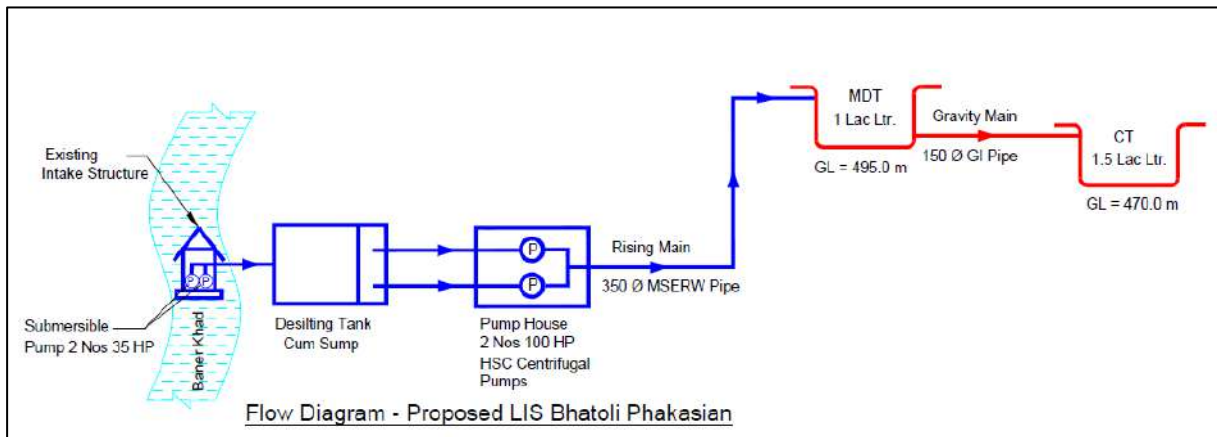 Existing
Intake Structure
Submersible
Pump 2 Nos 35 HP
P P
Baner Khad
Desilting Tank
Cum Sump
P
P
Pump House
2 Nos 100 HP
HSC Centrifugal
Pumps
Rising Main
350 Ø MSERW Pipe
MDT
1 Lac Ltr.
GL = 495.0 m
Gravity Main
150 Ø GI Pipe
CT
1.5 Lac Ltr.
GL = 470.0 m
Flow Diagram - Proposed LIS Bhatoli Phakasian